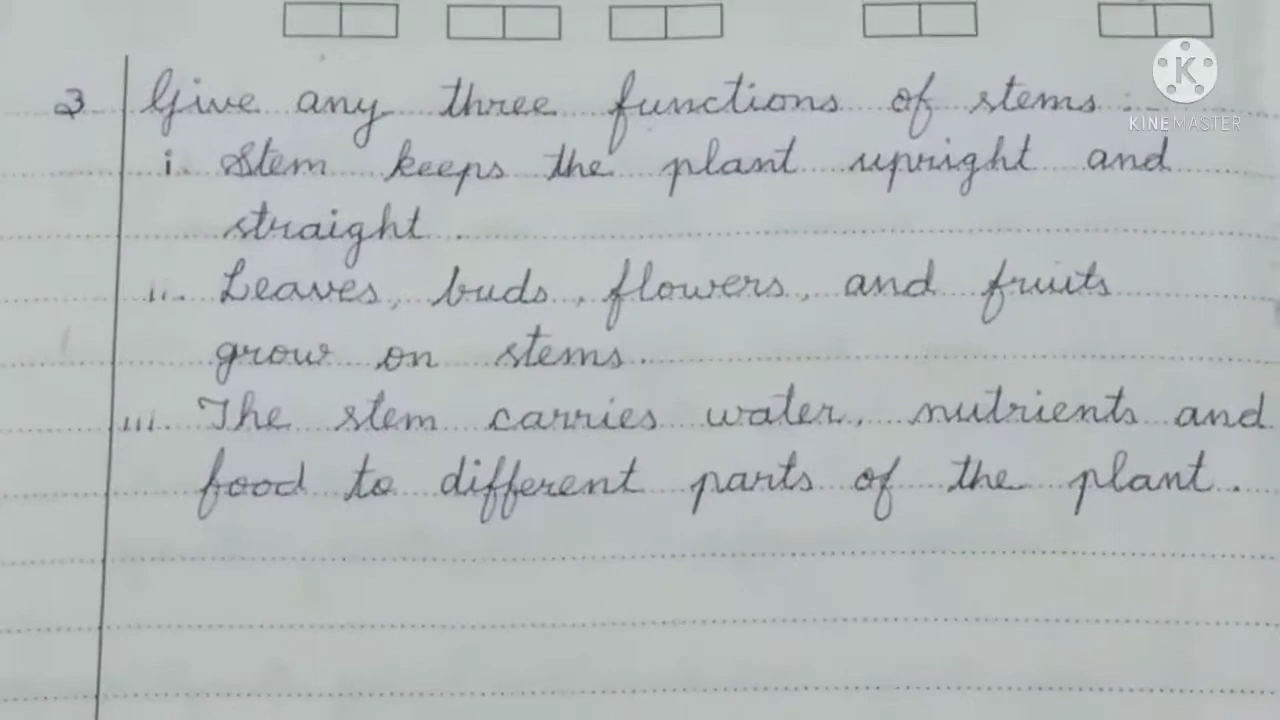 3 Give any three functions of stems :-
KINEMASTER
i. Stem keeps the plant upright and
straight.
ii. Leaves, buds, flowers, and fruits
grow on stems.
iii. The stem carries water, nutrients and
food to different parts of the plant.